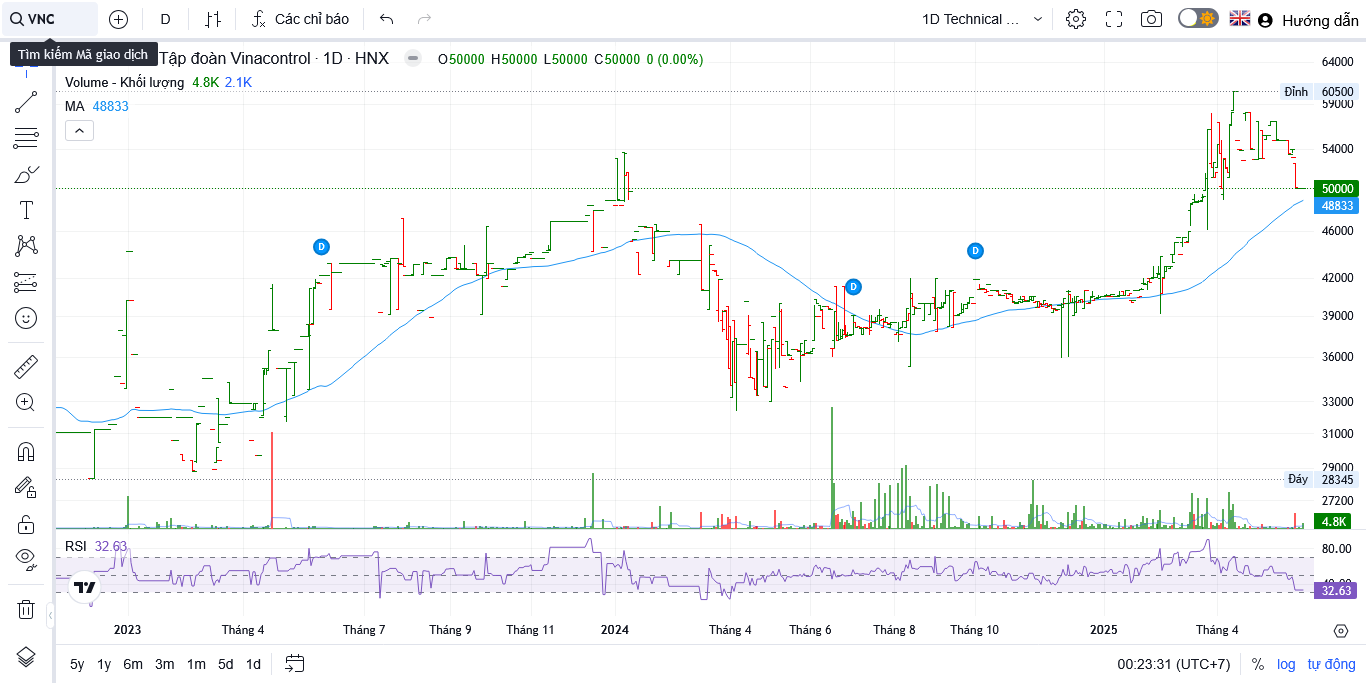 VNC
D
Các chỉ báo
1D Technical ...
Hướng dẫn
Tìm kiếm Mã giao dịch
Tập đoàn Vinacontrol · 1D · HNX
O50000 H50000 L50000 C50000 0 (0.00%)
Volume - Khối lượng 4.8K 2.1K
MA 48833
64000
Đỉnh 60500
59000
54000
50000
48833
46000
42000
39000
36000
33000
31000
29000
Đáy 28345
27200
4.8K
D
D
D
RSI 32.63
80.00
40.00
32.63
2023 Tháng 4 Tháng 7 Tháng 9 Tháng 11 2024 Tháng 4 Tháng 6 Tháng 8 Tháng 10 2025 Tháng 4
5y 1y 6m 3m 1m 5d 1d
00:23:31 (UTC+7) % log tự động